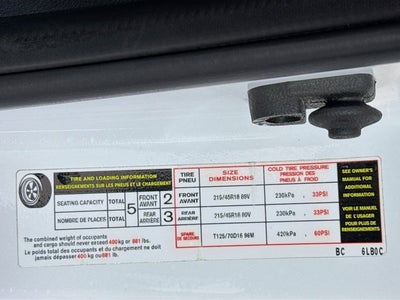 TIRE AND LOADING INFORMATION
RENSEIGNEMENTS SUR LES PNEUS ET LE CHARGEMENT
SEATING CAPACITY TOTAL 5 FRONT AVANT 2
NOMBRE DE PLACES TOTAL REAR ARRIÈRE 3
The combined weight of occupants
and cargo should never exceed 400 kg or 881 lbs.
Le poids total des occupants et du chargement ne doit
jamais dépasser 400 kg ou 881 lb.
TIRE PNEU SIZE DIMENSIONS COLD TIRE PRESSURE PRESSION DES PNEUS À FROID
FRONT AVANT 215/45R18 89V 230kPa , 33PSI
REAR ARRIÈRE 215/45R18 89V 230kPa , 33PSI
SPARE DE SECOURS T125/70D16 96M 420kPa , 60PSI
SEE OWNER'S
MANUAL FOR
ADDITIONAL
INFORMATION
VOIR LE MANUEL
DE L'USAGER
POUR PLUS DE
RENSEIGNEMENTS
BC 6LB0C